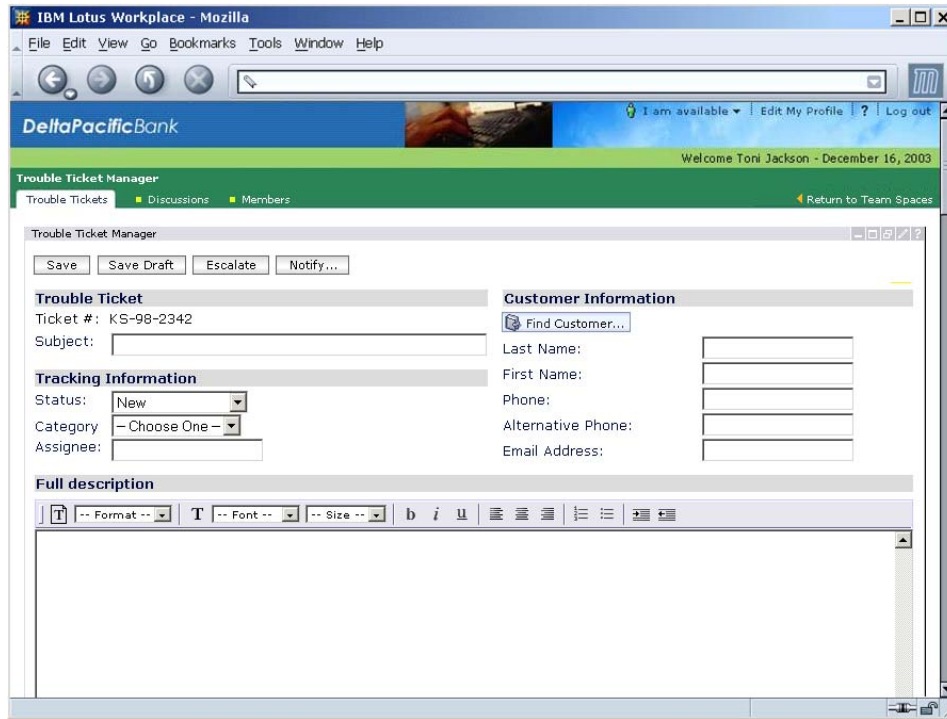 IBM Lotus Workplace - Mozilla
File Edit View Go Bookmarks Tools Window Help
I am available | Edit My Profile | ? | Log out
DeltaPacificBank
Welcome Toni Jackson - December 16, 2003
Trouble Ticket Manager
Trouble Tickets Discussions Members Return to Team Spaces
Trouble Ticket Manager
Save Save Draft Escalate Notify...
Trouble Ticket
Ticket #: KS-98-2342
Subject:
Tracking Information
Status: New
Category -- Choose One --
Assignee:
Customer Information
Find Customer...
Last Name:
First Name:
Phone:
Alternative Phone:
Email Address:
Full description
T -- Format -- T -- Font -- -- Size -- b i u